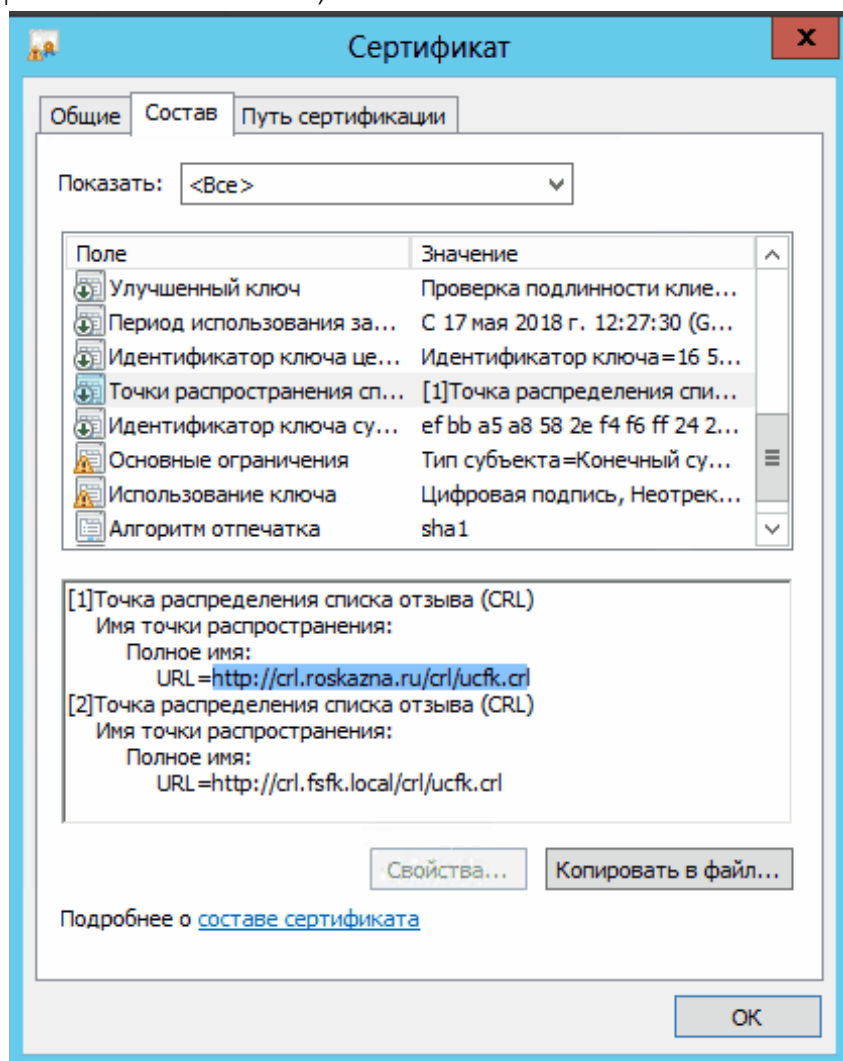 Сертификат
Общие Состав Путь сертификации
Показать: <Все>
Поле Значение
Улучшенный ключ Проверка подлинности клие...
Период использования за... С 17 мая 2018 г. 12:27:30 (G...
Идентификатор ключа це... Идентификатор ключа=16 5...
Точки распространения сп... [1]Точка распределения спи...
Идентификатор ключа су... ef bb a5 a8 58 2e f4 f6 ff 24 2...
Основные ограничения Тип субъекта=Конечный су...
Использование ключа Цифровая подпись, Неотрек...
Алгоритм отпечатка sha1
[1]Точка распределения списка отзыва (CRL)
Имя точки распространения:
Полное имя:
URL=http://crl.roskazna.ru/crl/ucfk.crl
[2]Точка распределения списка отзыва (CRL)
Имя точки распространения:
Полное имя:
URL=http://crl.fsfk.local/crl/ucfk.crl
Свойства... Копировать в файл...
Подробнее о составе сертификата
ОК